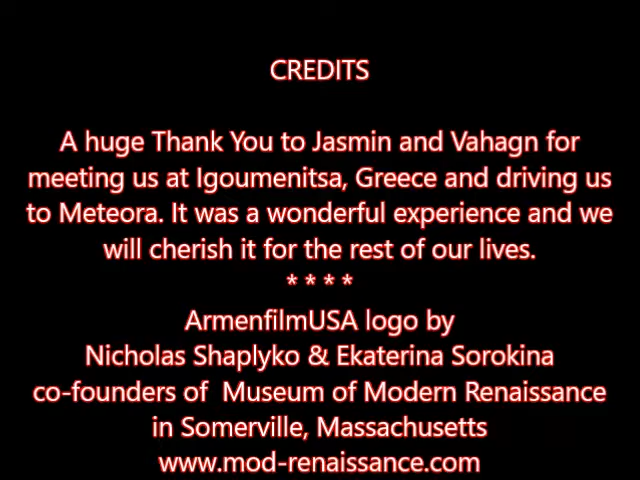 CREDITS
A huge Thank You to Jasmin and Vahagn for
meeting us at Igoumenitsa, Greece and driving us
to Meteora. It was a wonderful experience and we
will cherish it for the rest of our lives.
* * * *
ArmenfilmUSA logo by
Nicholas Shaplyko & Ekaterina Sorokina
co-founders of  Museum of Modern Renaissance
in Somerville, Massachusetts
www.mod-renaissance.com